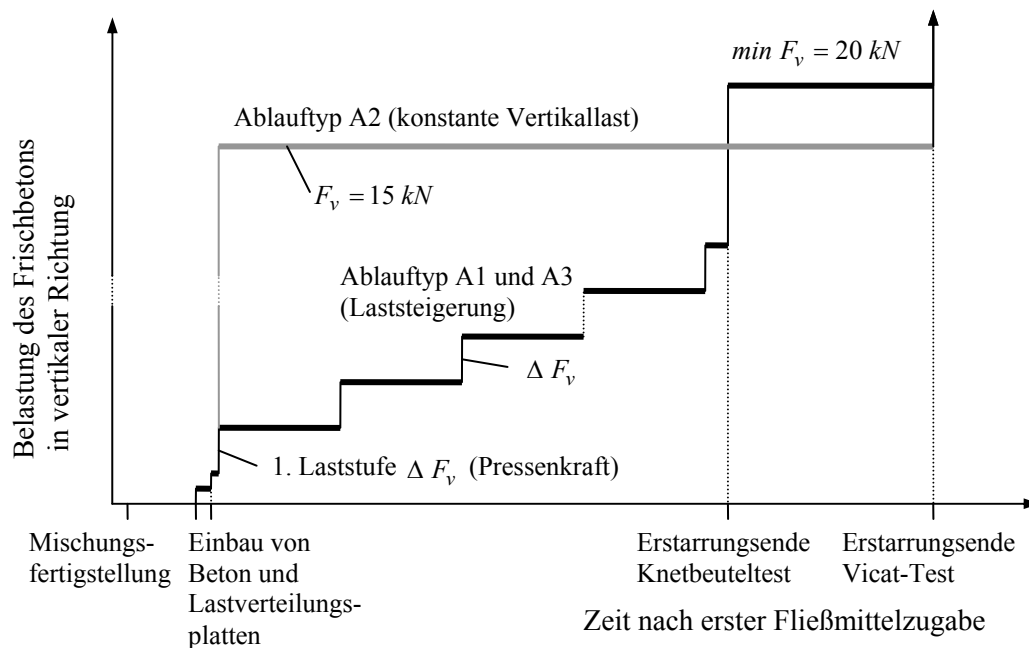 min F_v = 20 kN
Ablauftyp A2 (konstante Vertikallast)
F_v = 15 kN
Belastung des Frischbetons
in vertikaler Richtung
Ablauftyp A1 und A3
(Laststeigerung)
Δ F_v
1. Laststufe Δ F_v (Pressenkraft)
Mischungs-
fertigstellung
Einbau von
Beton und
Lastverteilungs-
platten
Erstarrungsende
Knetbeuteltest
Erstarrungsende
Vicat-Test
Zeit nach erster Fließmittelzugabe